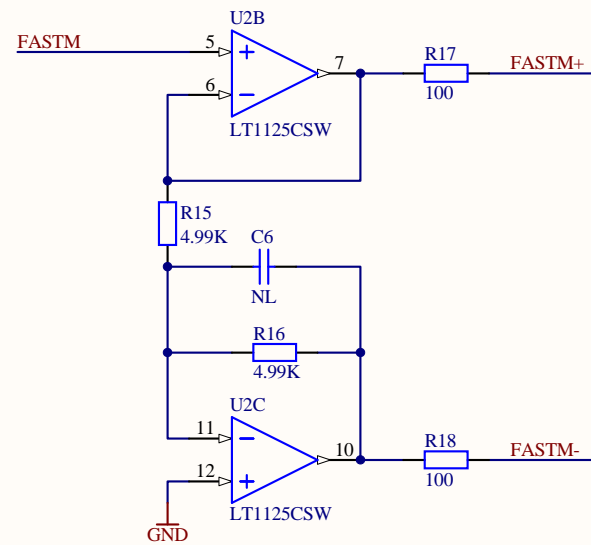 U2B
FASTM
5
7
R17
FASTM+
6
100
LT1125CSW
R15
4.99K
C6
NL
R16
4.99K
U2C
11
10
R18
FASTM-
12
100
LT1125CSW
GND